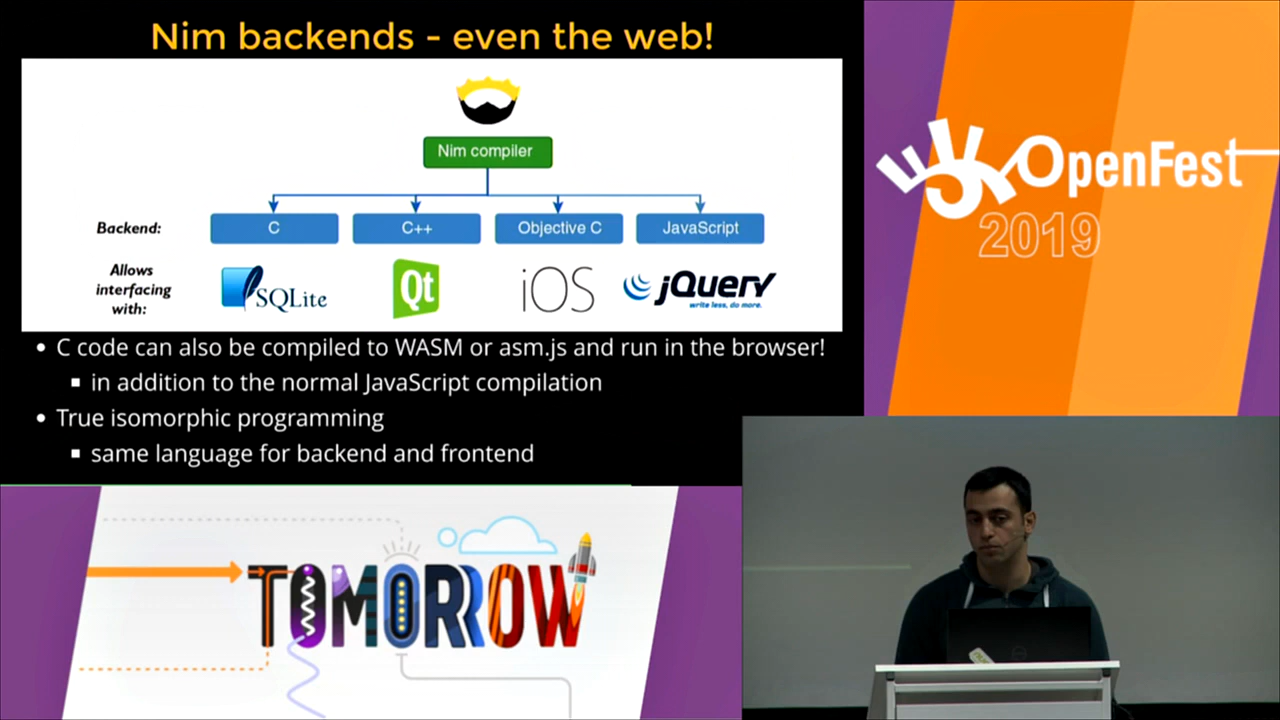 Nim backends - even the web!
Nim compiler
Backend:
C
C++
Objective C
JavaScript
Allows
interfacing
with:
SQLite
Qt
iOS
jQuery
write less, do more.
• C code can also be compiled to WASM or asm.js and run in the browser!
▪ in addition to the normal JavaScript compilation
• True isomorphic programming
▪ same language for backend and frontend
OpenFest
2019
TOMORROW